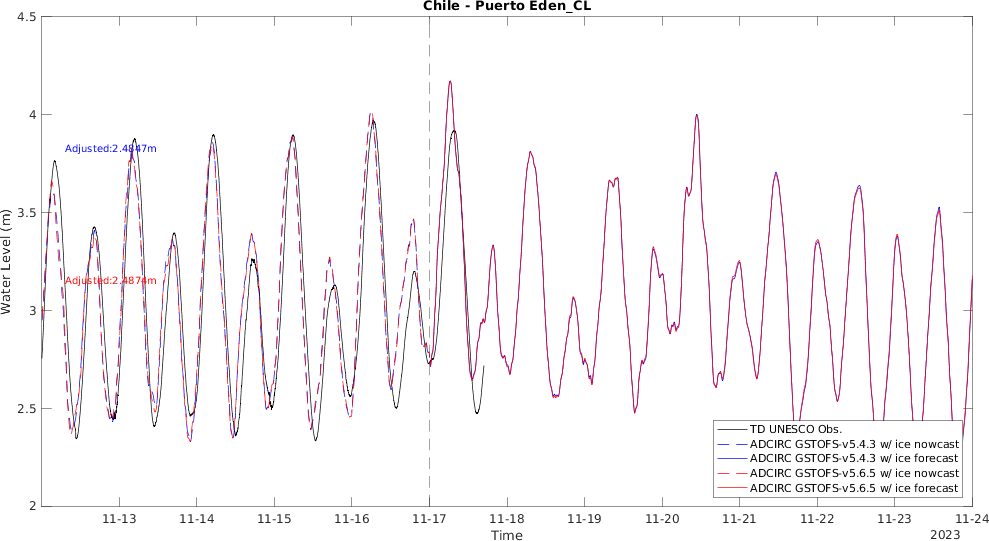 Chile - Puerto Eden_CL
4.5
4
3.5
3
2.5
2
Water Level (m)
Adjusted:2.4847m
Adjusted:2.4874m
TD UNESCO Obs.
ADCIRC GSTOFS-v5.4.3 w/ ice nowcast
ADCIRC GSTOFS-v5.4.3 w/ ice forecast
ADCIRC GSTOFS-v5.6.5 w/ ice nowcast
ADCIRC GSTOFS-v5.6.5 w/ ice forecast
11-13 11-14 11-15 11-16 11-17 11-18 11-19 11-20 11-21 11-22 11-23 11-24
Time
2023